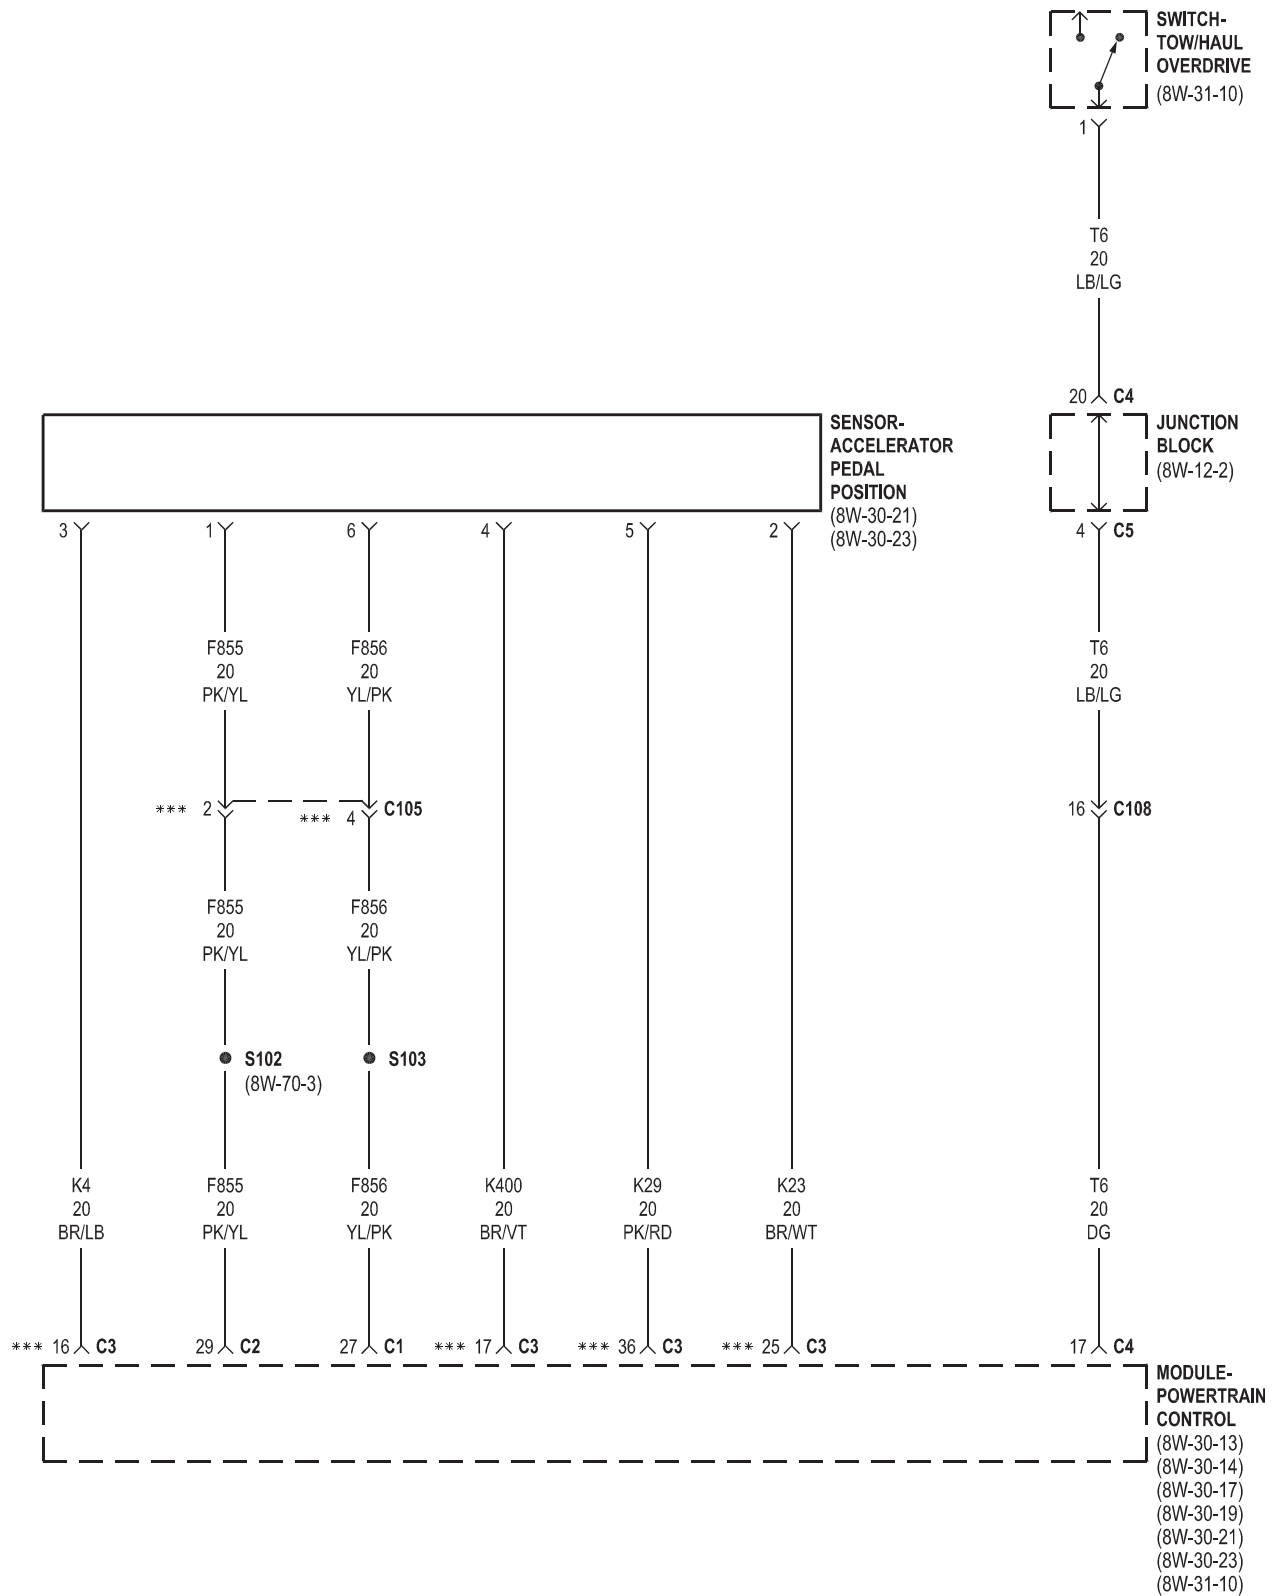 SWITCH-
TOW/HAUL
OVERDRIVE
(8W-31-10)
1
T6
20
LB/LG
20 C4
JUNCTION
BLOCK
(8W-12-2)
SENSOR-
ACCELERATOR
PEDAL
POSITION
(8W-30-21)
(8W-30-23)
3 1 6 4 5 2 4 C5
F855 F856 T6
20 20 20
PK/YL YL/PK LB/LG
*** 2 *** 4 C105 16 C108
F855 F856
20 20
PK/YL YL/PK
S102 S103
(8W-70-3)
K4 F855 F856 K400 K29 K23 T6
20 20 20 20 20 20 20
BR/LB PK/YL YL/PK BR/VT PK/RD BR/WT DG
*** 16 C3 29 C2 27 C1 *** 17 C3 *** 36 C3 *** 25 C3 17 C4
MODULE-
POWERTRAIN
CONTROL
(8W-30-13)
(8W-30-14)
(8W-30-17)
(8W-30-19)
(8W-30-21)
(8W-30-23)
(8W-31-10)